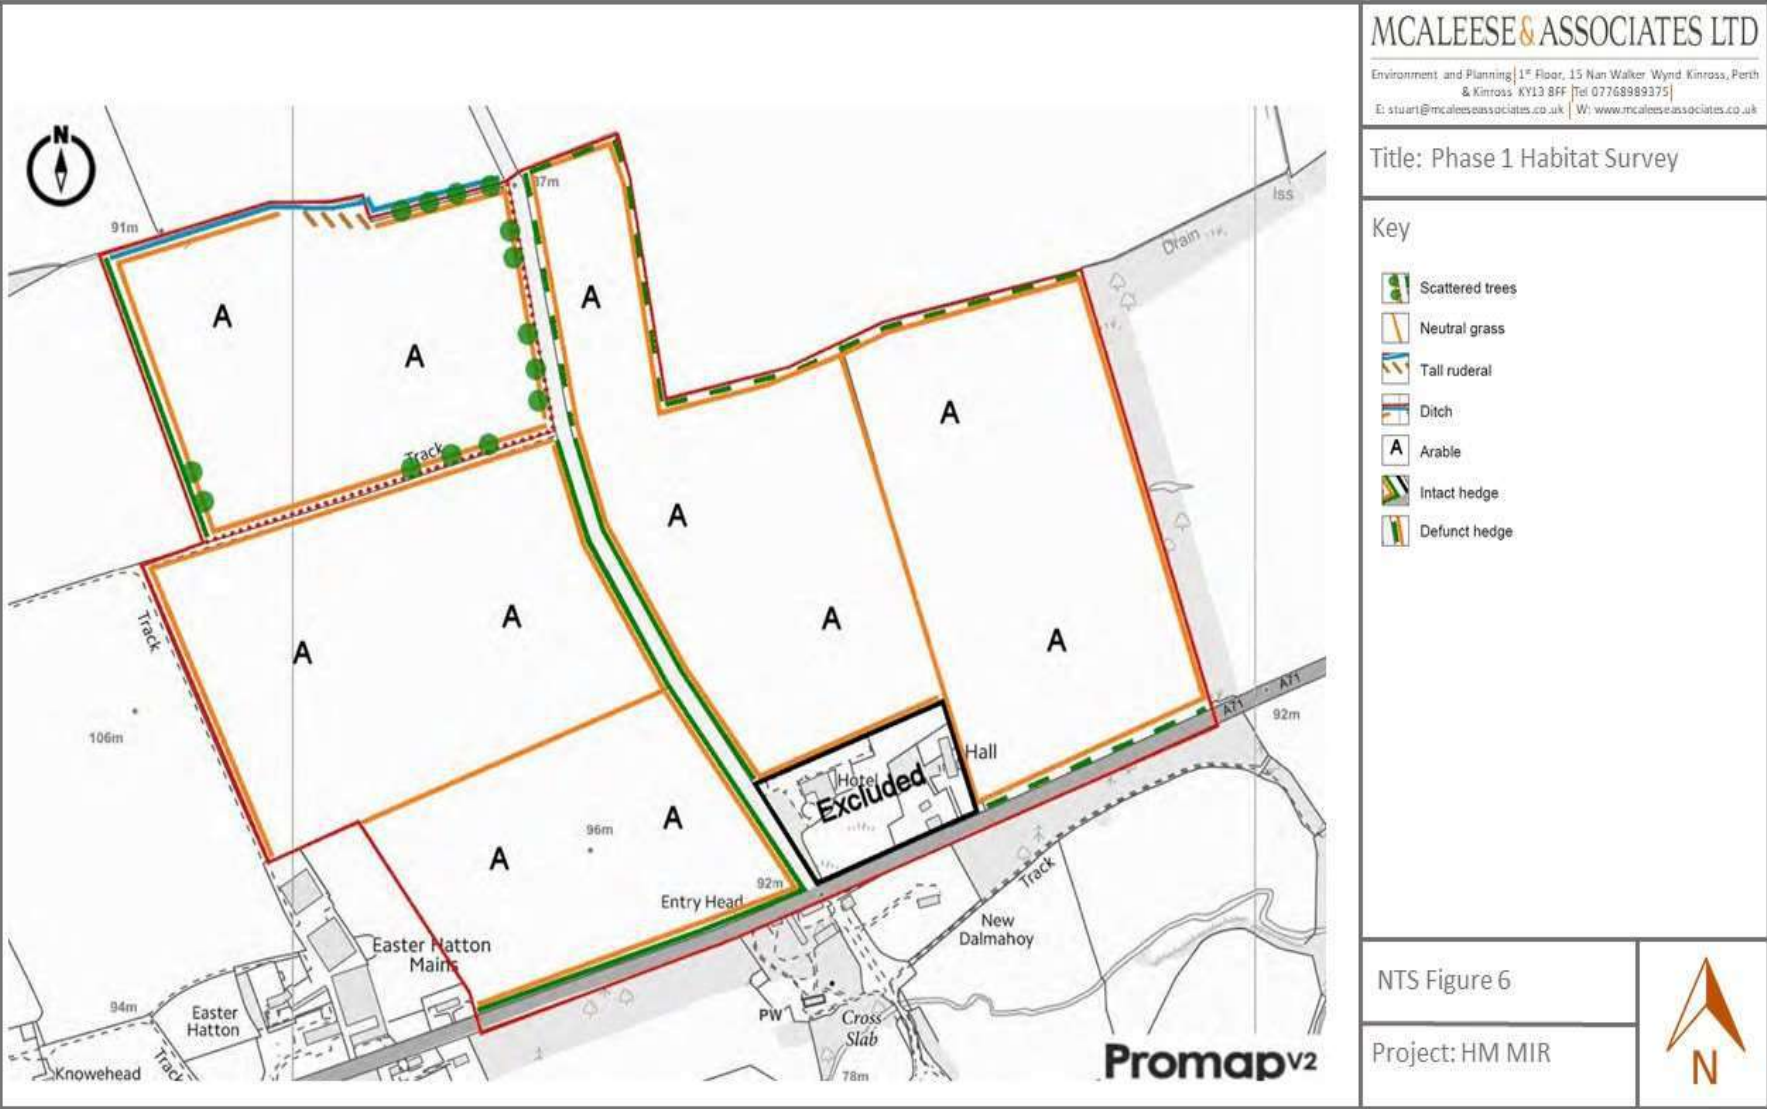 MCALEESE & ASSOCIATES LTD
Environment and Planning | 1st Floor, 15 Nan Walker Wynd Kinross, Perth
& Kinross KY13 8FF | Tel 07768989375 |
E: stuart@mcaleeseassociates.co.uk | W: www.mcaleeseassociates.co.uk
Title: Phase 1 Habitat Survey
Key
Scattered trees
Neutral grass
Tall ruderal
Ditch
A Arable
Intact hedge
Defunct hedge
NTS Figure 6
Project: HM MIR
N
N
91m
A
A
A
A
A
A
A
A
A
A
A
A
Iss
Drain
Track
Track
106m
Hall
Hotel
Excluded
A71
A71
92m
96m
92m
Entry Head
Track
New
Dalmahoy
Easter Hatton
Mains
94m
Easter
Hatton
PW
Cross
Slab
Knowehead
Track
78m
Promapv2